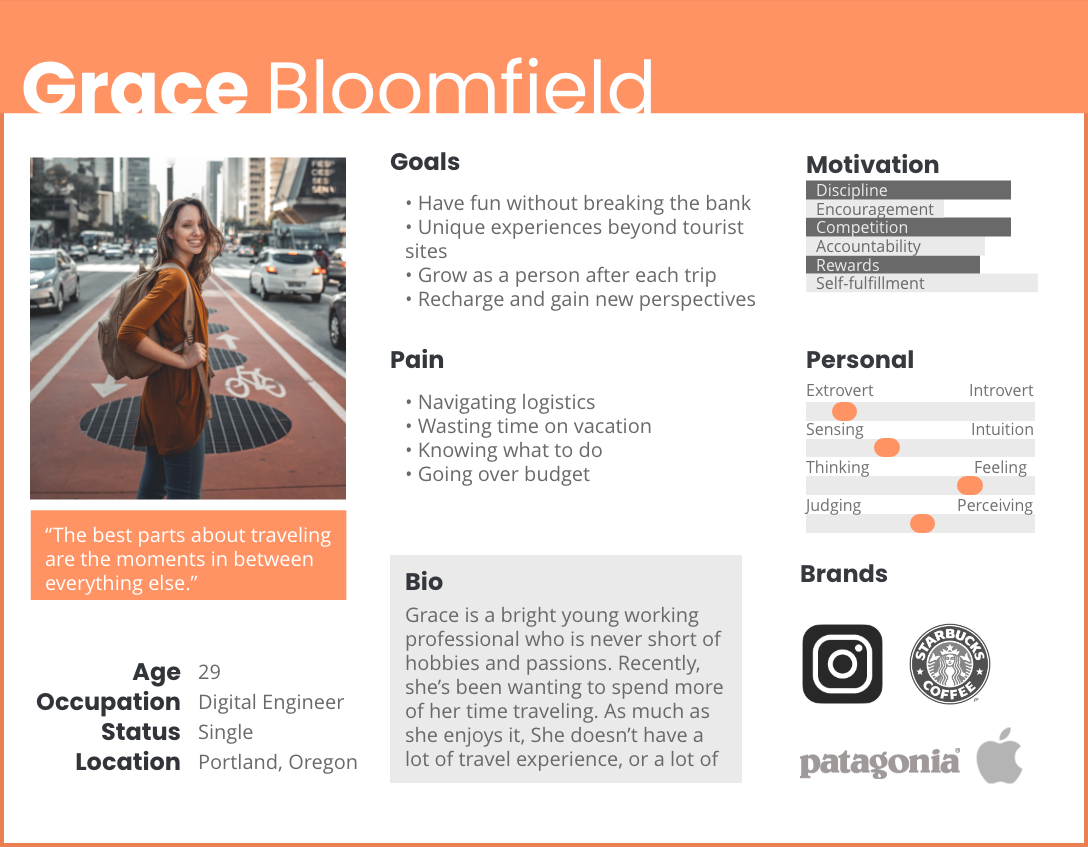 Grace Bloomfield
“The best parts about traveling
are the moments in between
everything else.”
Age 29
Occupation Digital Engineer
Status Single
Location Portland, Oregon
Goals
• Have fun without breaking the bank
• Unique experiences beyond tourist
sites
• Grow as a person after each trip
• Recharge and gain new perspectives
Pain
• Navigating logistics
• Wasting time on vacation
• Knowing what to do
• Going over budget
Bio
Grace is a bright young working
professional who is never short of
hobbies and passions. Recently,
she’s been wanting to spend more
of her time traveling. As much as
she enjoys it, She doesn’t have a
lot of travel experience, or a lot of
Motivation
Discipline
Encouragement
Competition
Accountability
Rewards
Self-fulfillment
Personal
Extrovert Introvert
Sensing Intuition
Thinking Feeling
Judging Perceiving
Brands
STARBUCKS
COFFEE
patagonia